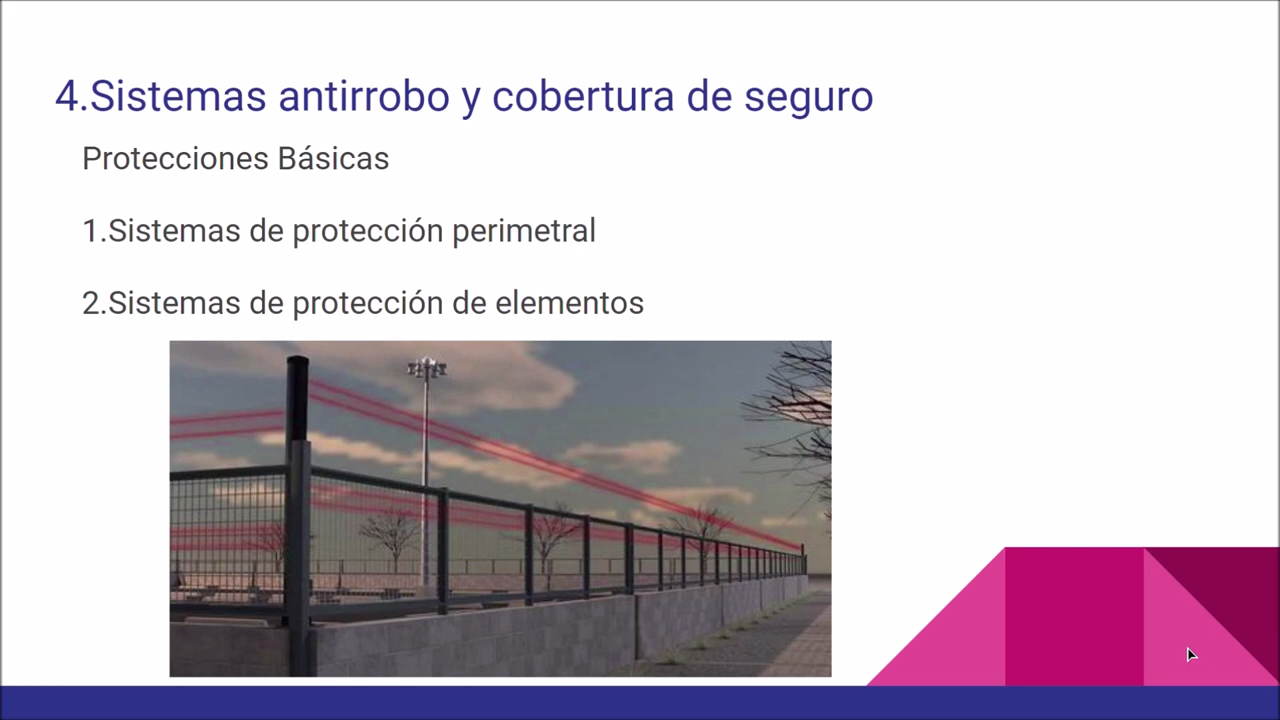 4.Sistemas antirrobo y cobertura de seguro
Protecciones Básicas
1.Sistemas de protección perimetral
2.Sistemas de protección de elementos